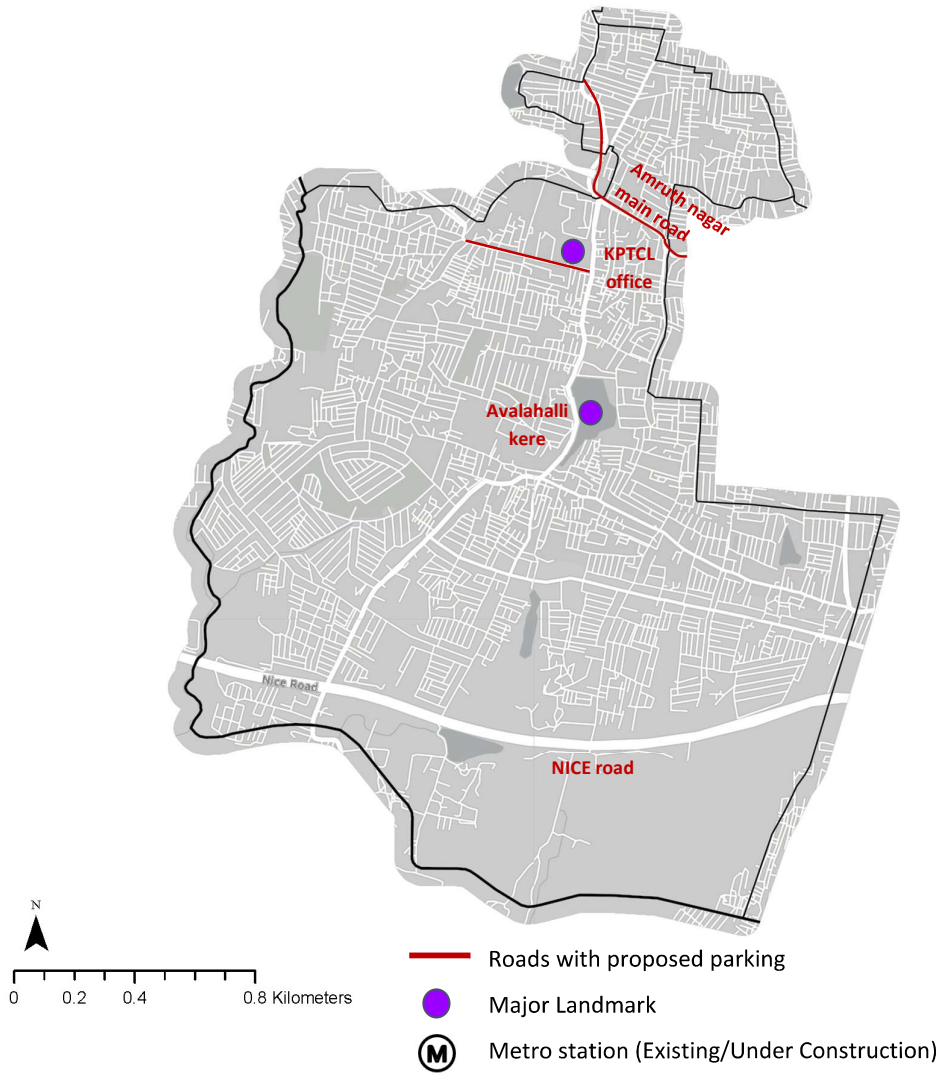 Amruth nagar
main road
KPTCL
office
Avalahalli
kere
Nice Road
NICE road
N
0 0.2 0.4 0.8 Kilometers
Roads with proposed parking
Major Landmark
M Metro station (Existing/Under Construction)